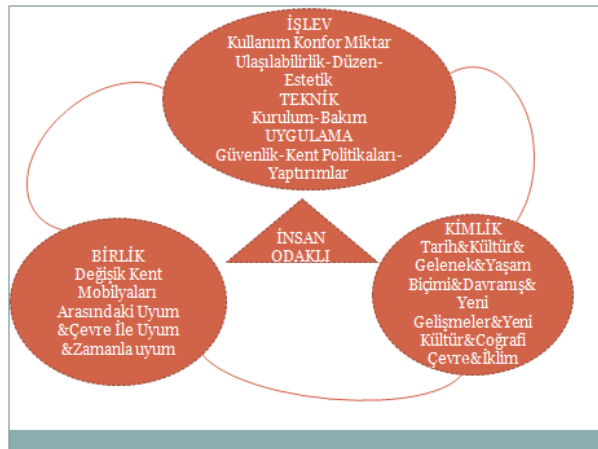 İŞLEV
Kullanım Konfor Miktar
Ulaşılabilirlik-Düzen-
Estetik
TEKNİK
Kurulum-Bakım
UYGULAMA
Güvenlik-Kent Politikaları-
Yaptırımlar
İNSAN
ODAKLI
BİRLİK
Değişik Kent
Mobilyaları
Arasındaki Uyum
&Çevre İle Uyum
&Zamanla uyum
KİMLİK
Tarih&Kültür&
Gelenek&Yaşam
Biçimi&Davranış&
Yeni
Gelişmeler&Yeni
Kültür&Coğrafi
Çevre&İklim